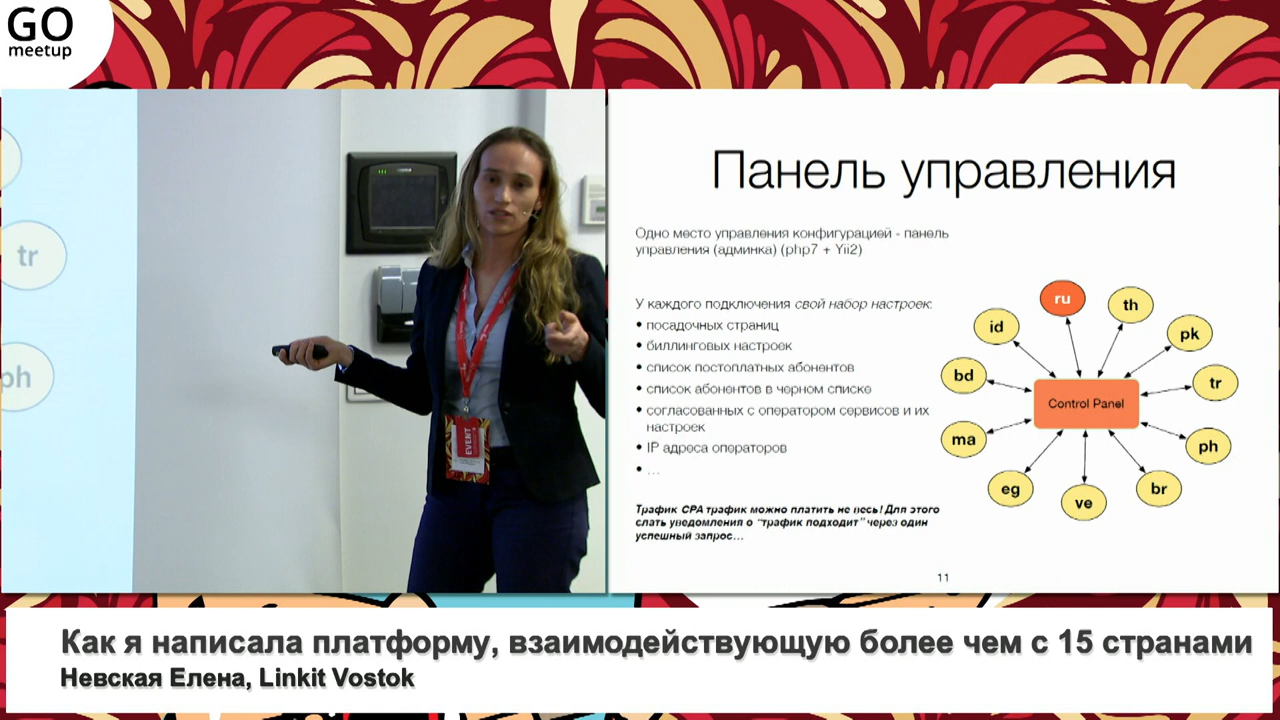 GO
meetup
tr
ph
EVENT
Панель управления
Одно место управления конфигурацией - панель
управления (админка) (php7 + Yii2)
У каждого подключения свой набор настроек:
• посадочных страниц
• биллинговых настроек
• список постоплатных абонентов
• список абонентов в черном списке
• согласованных с оператором сервисов и их
настроек
• IP адреса операторов
• ...
Трафик CPA трафик можно платить не весь! Для этого
слать уведомления о "трафик подходит" через один
успешный запрос...
ru
th
id
pk
bd
tr
Control Panel
ma
ph
eg
br
ve
11
Как я написала платформу, взаимодействующую более чем с 15 странами
Невская Елена, Linkit Vostok